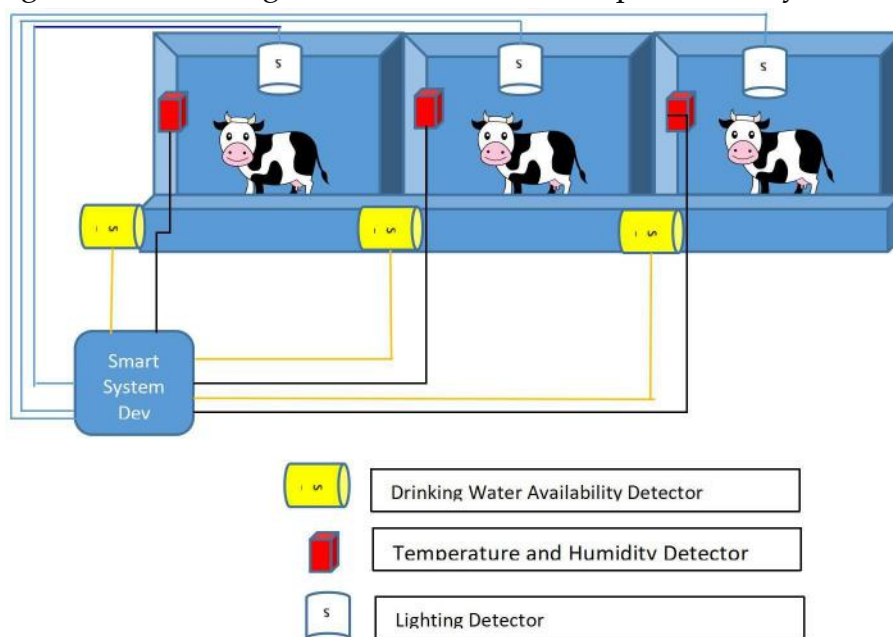 s
s
s
s
s
s
Smart
System
Dev
s
Drinking Water Availability Detector
Temperature and Humidity Detector
s
Lighting Detector